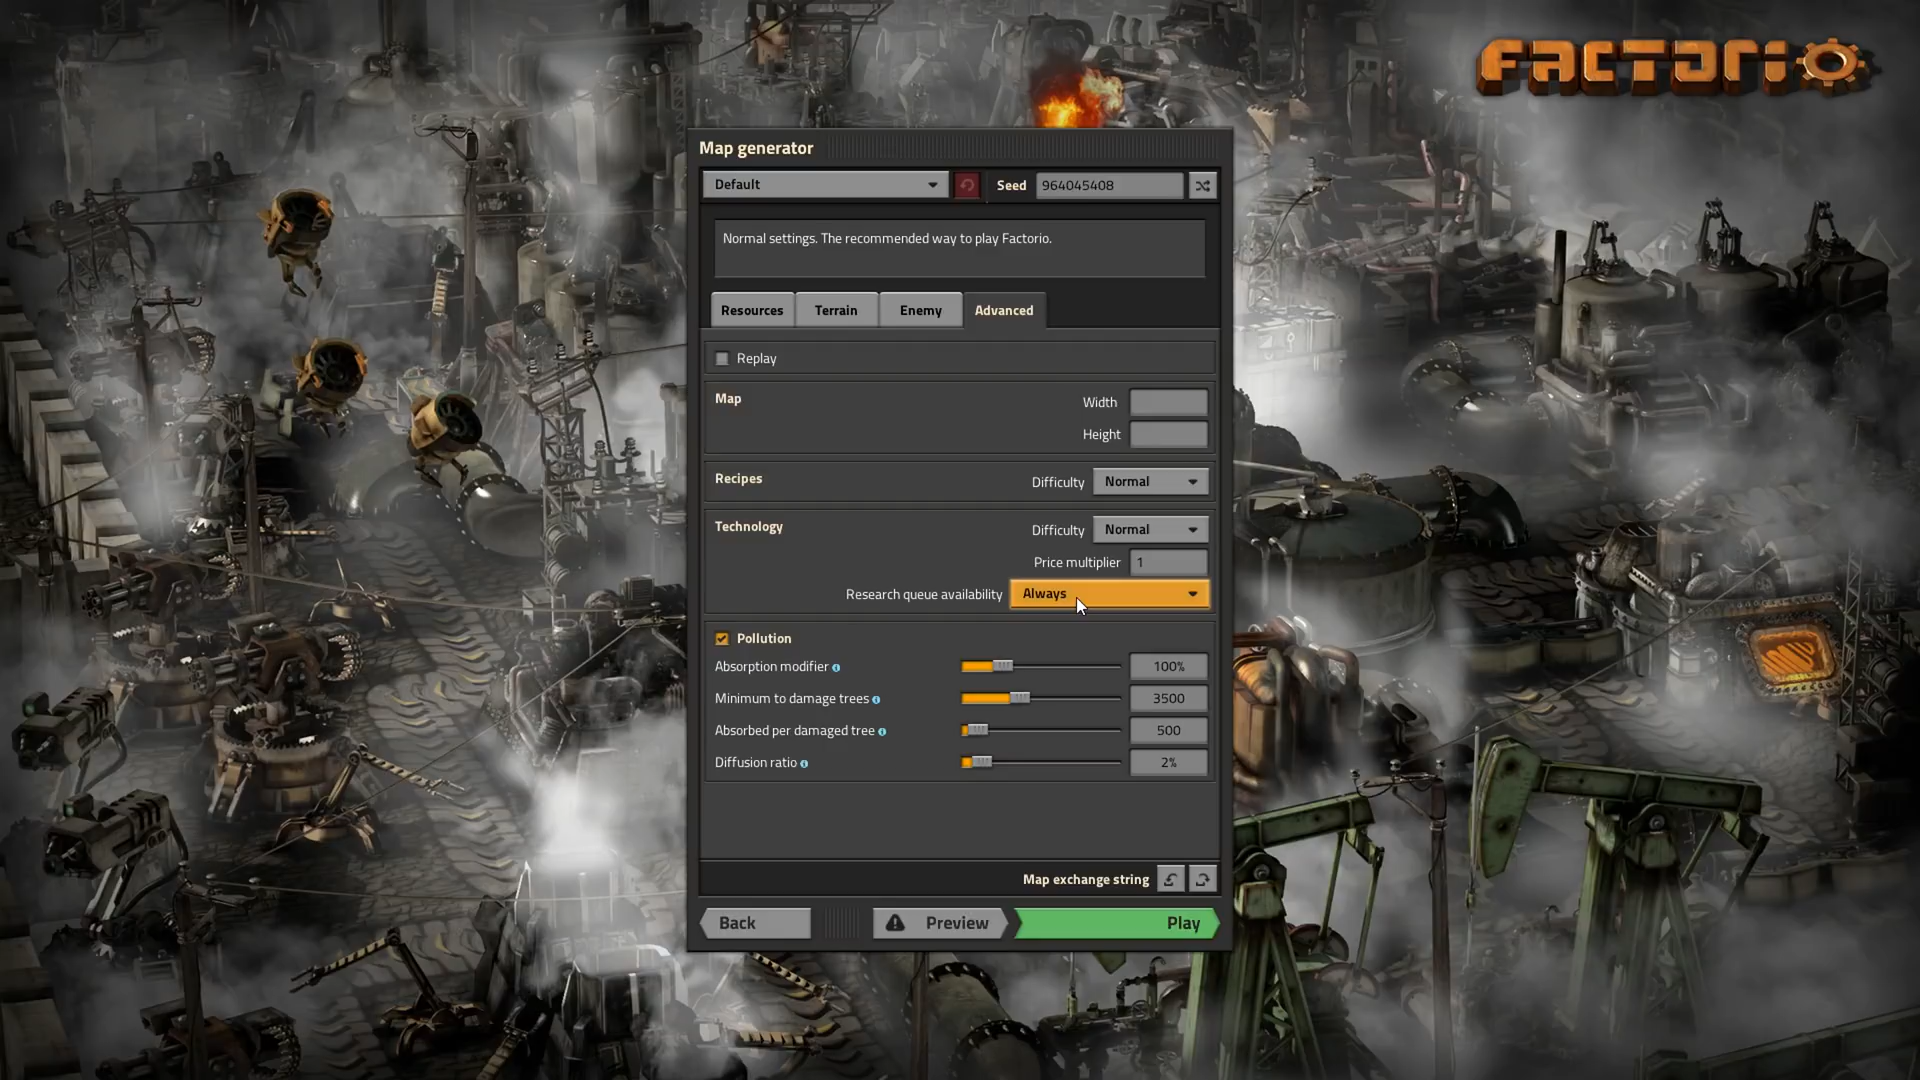 FACTORIO
Map generator
Default
Seed 964045408
Normal settings. The recommended way to play Factorio.
Resources Terrain Enemy Advanced
Replay
Map
Width
Height
Recipes
Difficulty Normal
Technology
Difficulty Normal
Price multiplier 1
Research queue availability Always
Pollution
Absorption modifier 100%
Minimum to damage trees 3500
Absorbed per damaged tree 500
Diffusion ratio 2%
Map exchange string
Back Preview Play